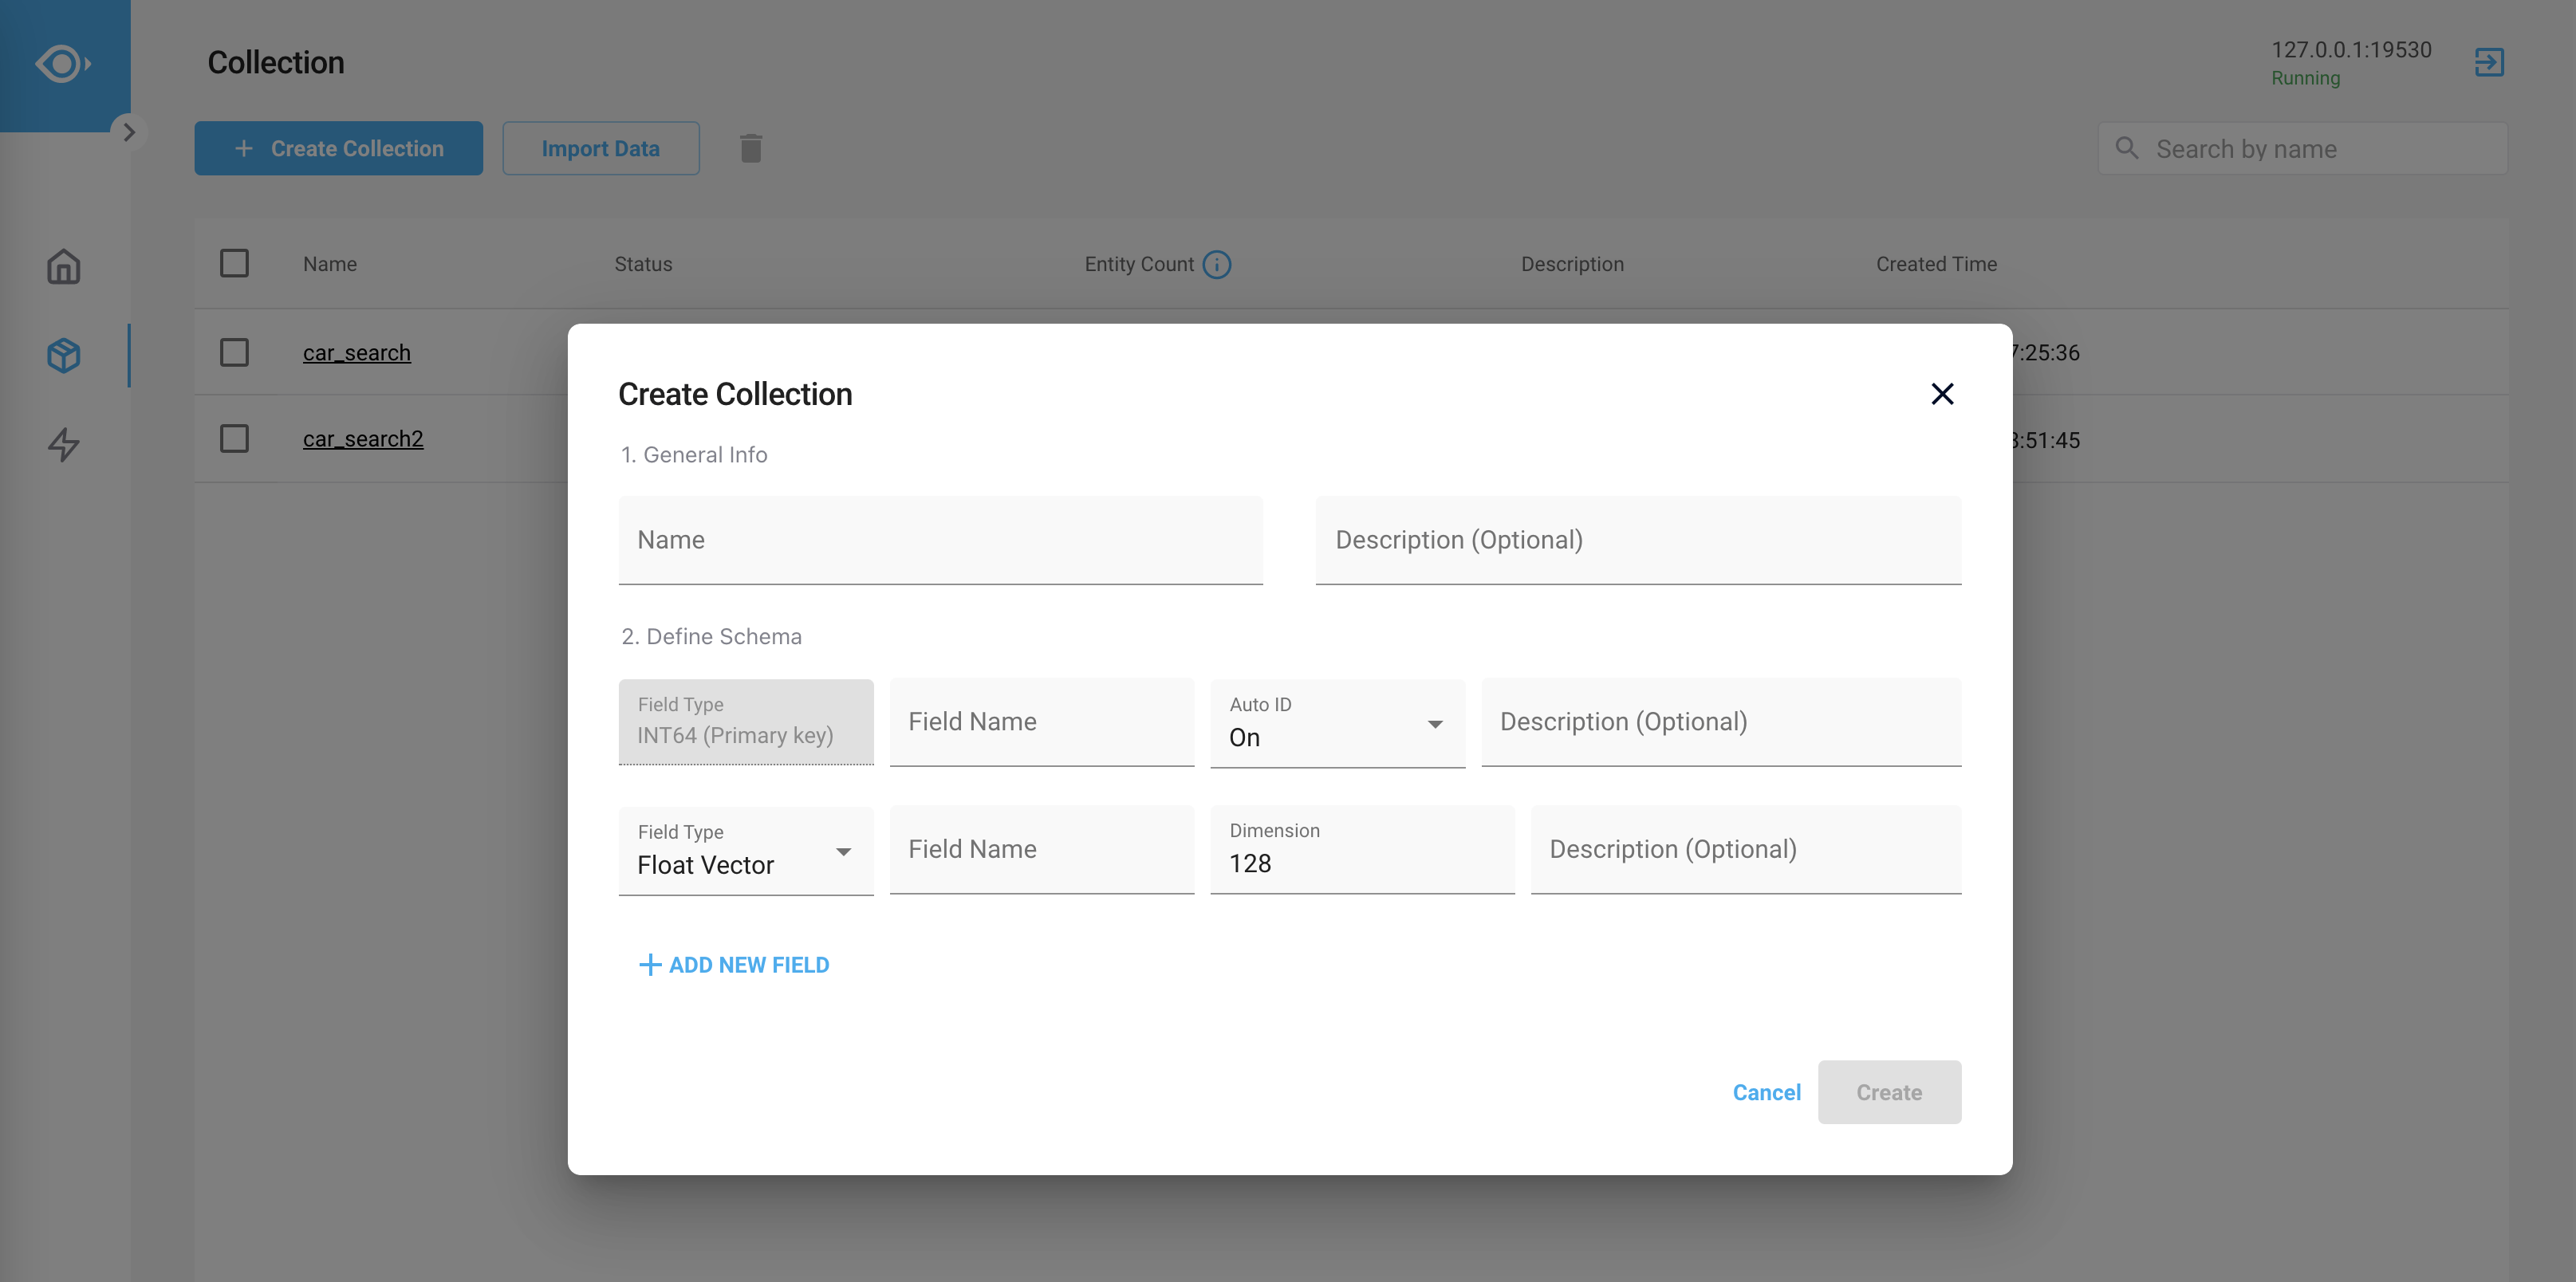 Collection
127.0.0.1:19530
Running
Create Collection
Import Data
Search by name
Name Status Entity Count Description Created Time
car_search
:25:36
car_search2
:51:45
Create Collection
1. General Info
Name
Description (Optional)
2. Define Schema
Field Type
INT64 (Primary key)
Field Name
Auto ID
On
Description (Optional)
Field Type
Float Vector
Field Name
Dimension
128
Description (Optional)
ADD NEW FIELD
Cancel
Create